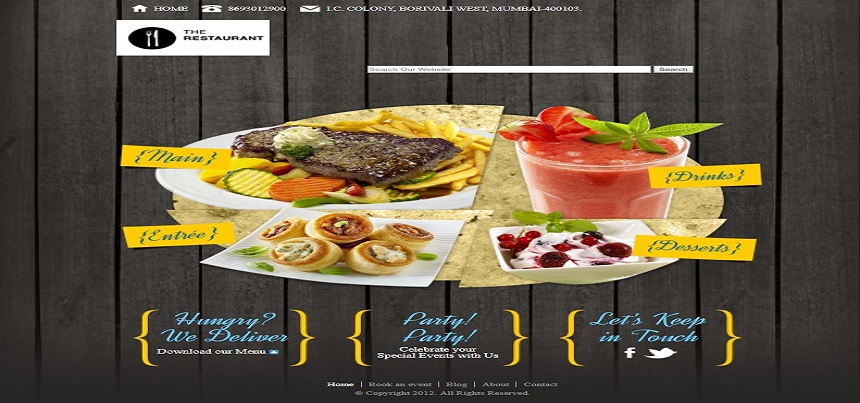 HOME 8693012900 I.C. COLONY, BORIVALI WEST, MUMBAI-400103.
THE
RESTAURANT
Search Our Website Search
{Main}
{Drinks}
{Entrée}
{Desserts}
Hungry?
We Deliver
Download our Menu
Party!
Party!
Celebrate your
Special Events with Us
Let's Keep
in Touch
Home | Book an event | Blog | About | Contact
© Copyright 2012. All Rights Reserved.